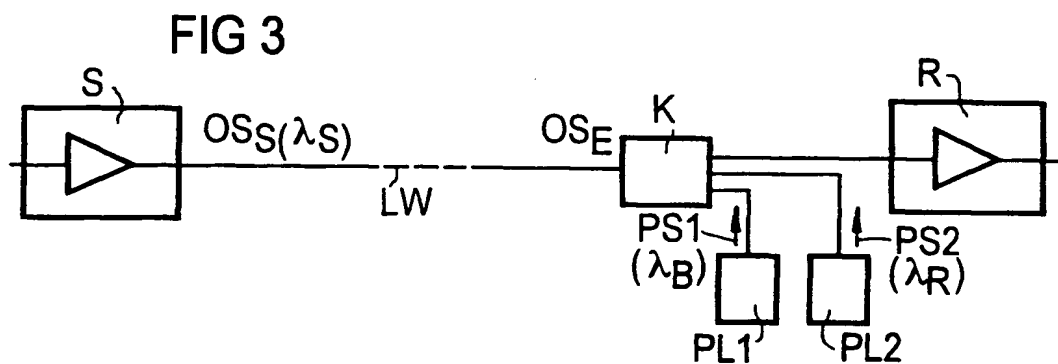 FIG 3
S
R
OSS(λS)
OSE
K
LW
PS1
(λB)
PS2
(λR)
PL1
PL2